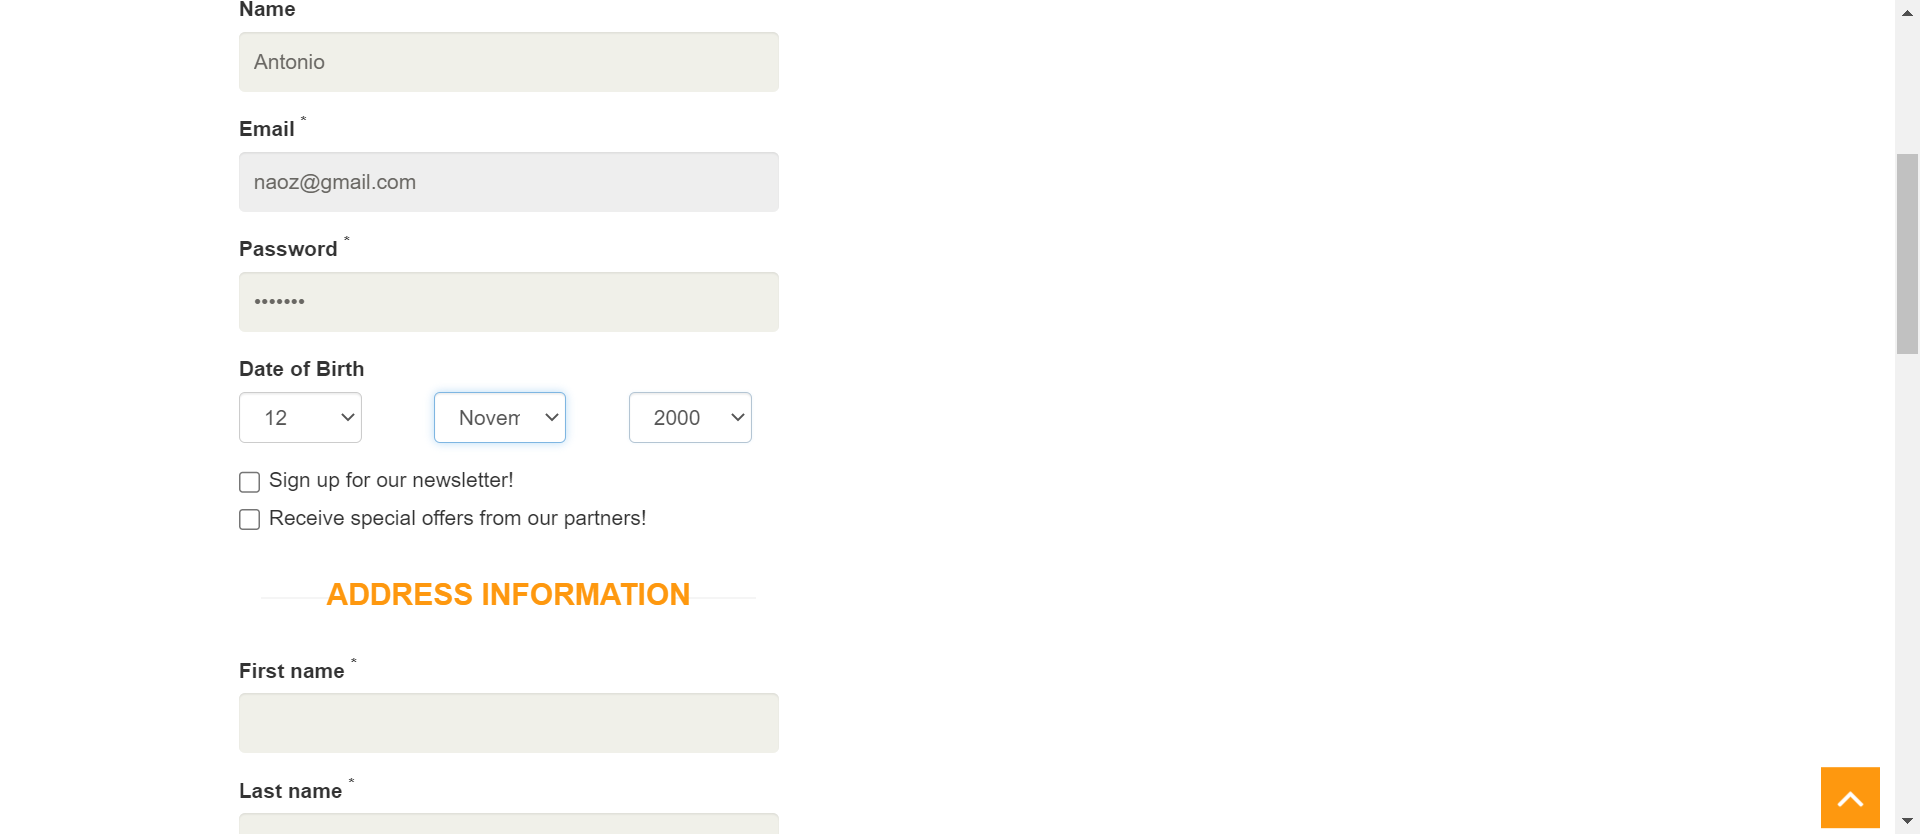 Name
Antonio
Email *
naoz@gmail.com
Password *
•••••••
Date of Birth
12 Novem 2000
Sign up for our newsletter!
Receive special offers from our partners!
ADDRESS INFORMATION
First name *
Last name *